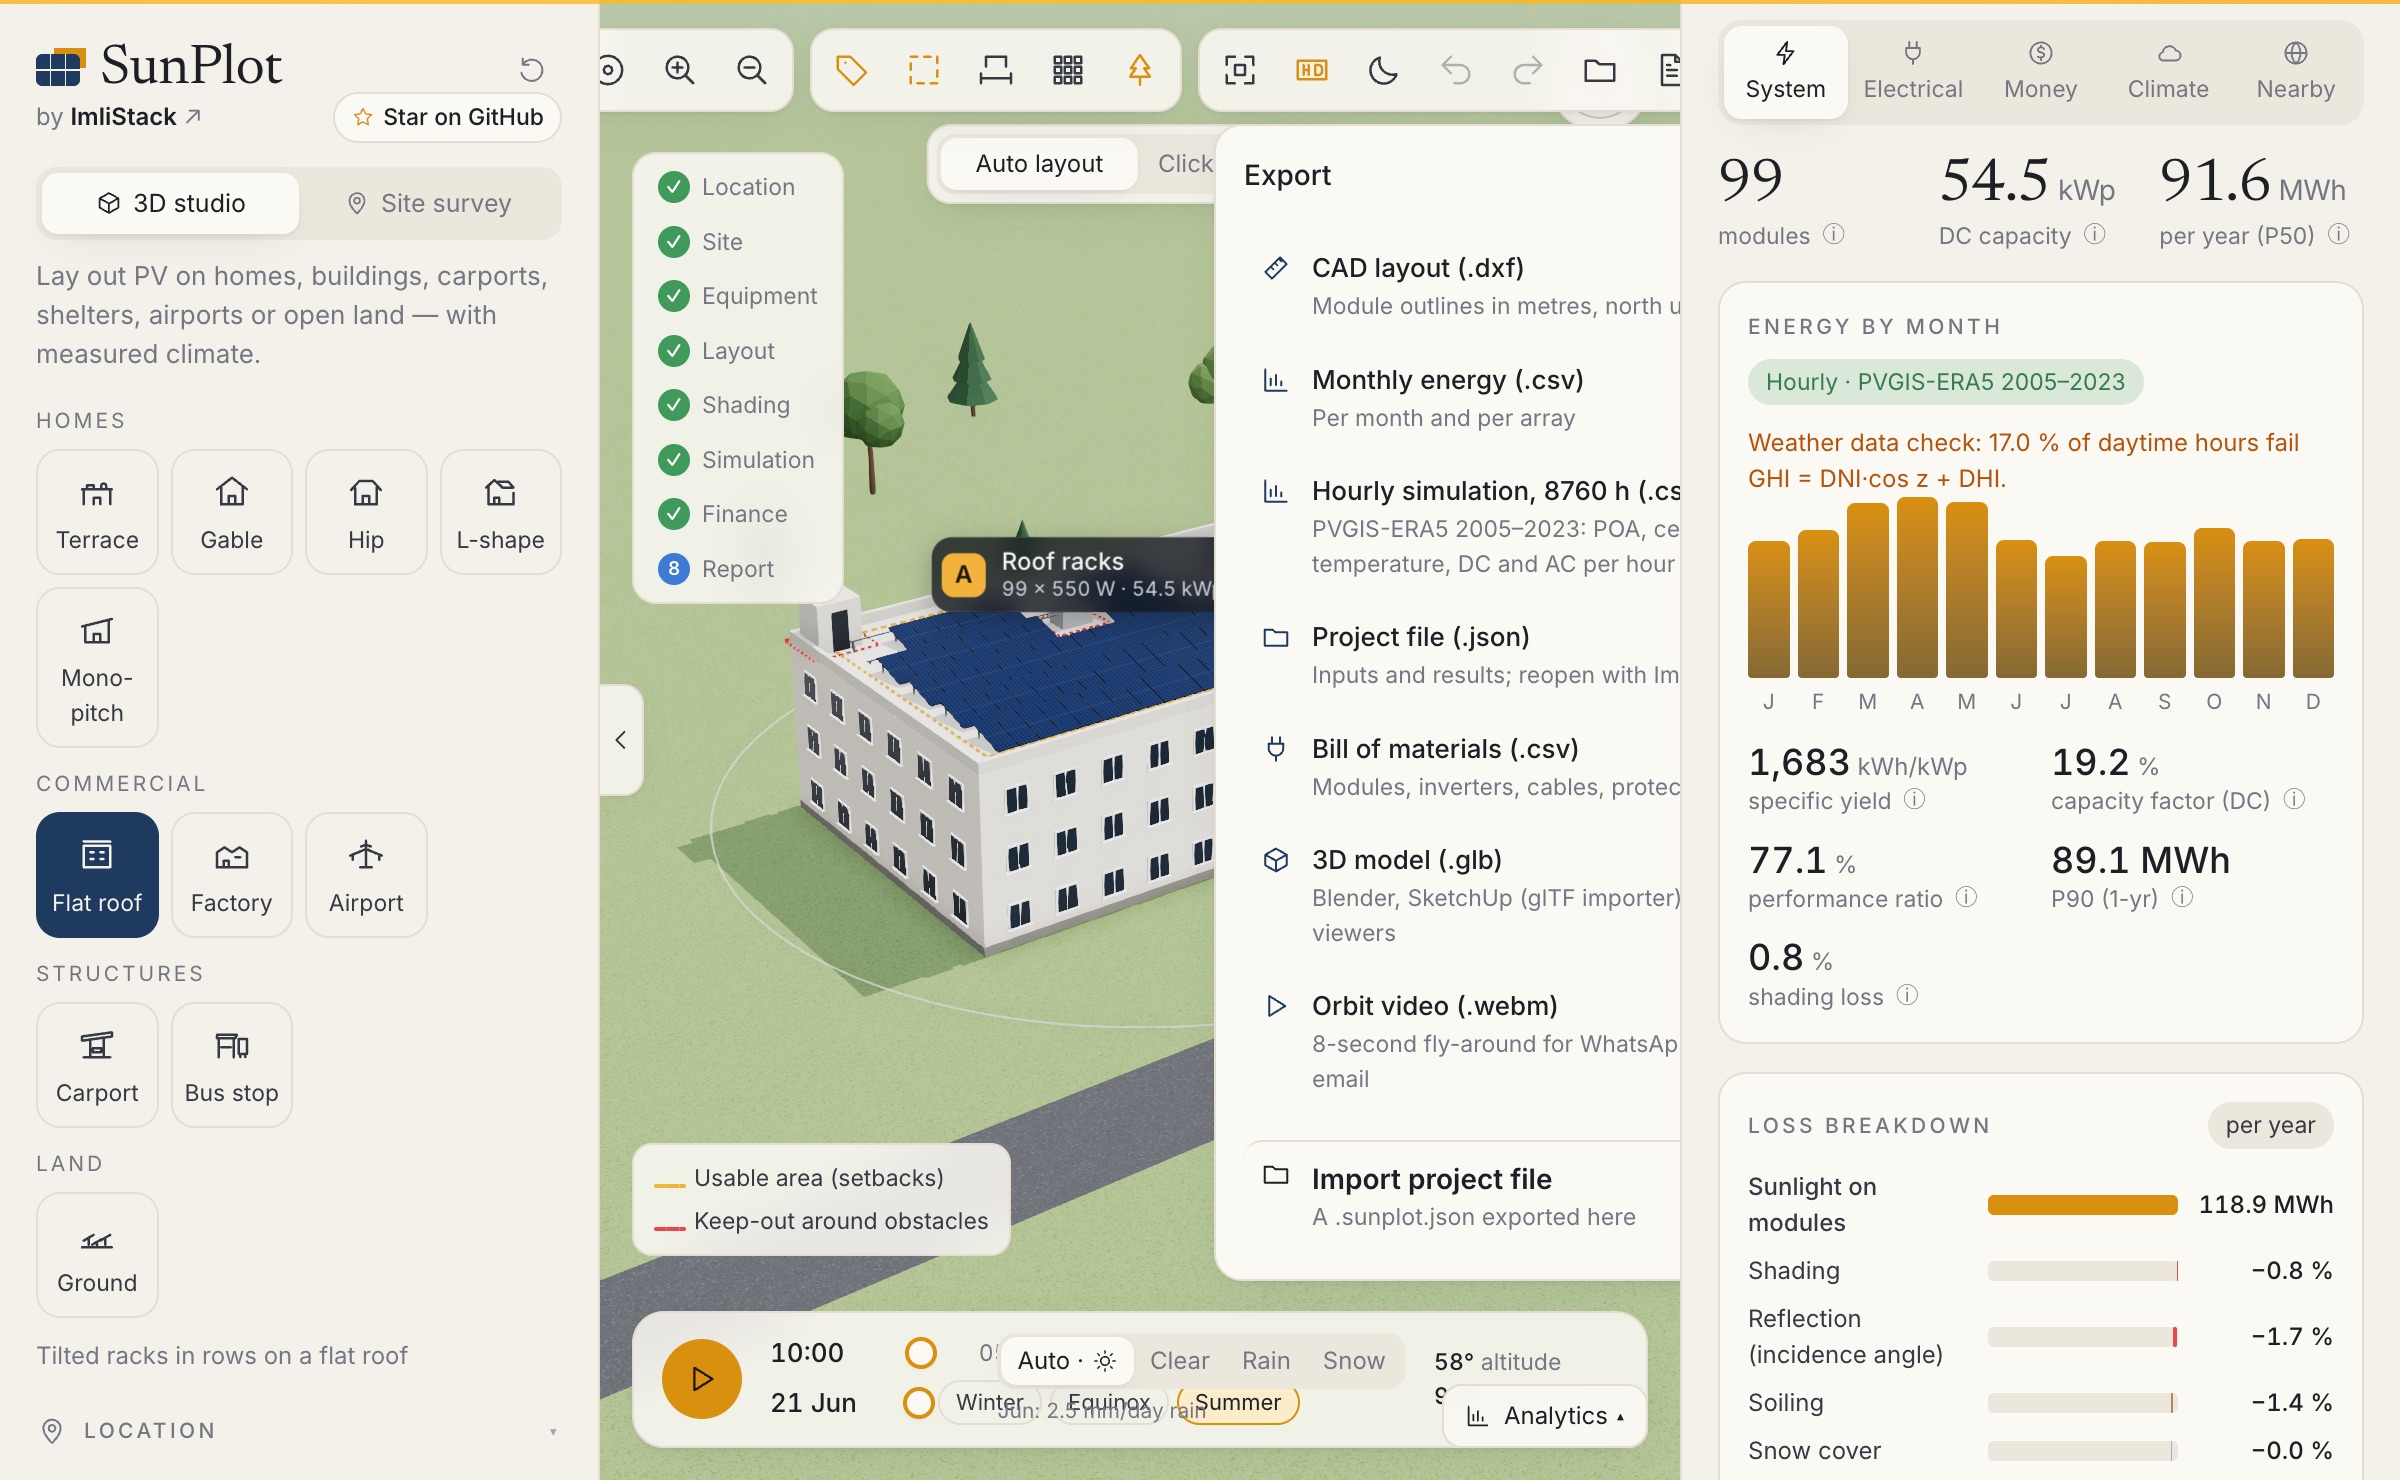 SunPlot
by ImliStack ↗
Star on GitHub
3D studio
Site survey
Lay out PV on homes, buildings, carports,
shelters, airports or open land — with
measured climate.
HOMES
Terrace
Gable
Hip
L-shape
Mono-
pitch
COMMERCIAL
Flat roof
Factory
Airport
STRUCTURES
Carport
Bus stop
LAND
Ground
Tilted racks in rows on a flat roof
LOCATION
HD
Auto layout
Click
Location
Site
Equipment
Layout
Shading
Simulation
Finance
8 Report
A
Roof racks
99 × 550 W · 54.5 kW
Export
CAD layout (.dxf)
Module outlines in metres, north
Monthly energy (.csv)
Per month and per array
Hourly simulation, 8760 h (.cs
PVGIS-ERA5 2005–2023: POA,
temperature, DC and AC per hour
Project file (.json)
Inputs and results; reopen with
Bill of materials (.csv)
Modules, inverters, cables,
3D model (.glb)
Blender, SketchUp (glTF importer)
viewers
Orbit video (.webm)
8-second fly-around for
email
Import project file
A .sunplot.json exported here
Usable area (setbacks)
Keep-out around obstacles
10:00
Auto ·
Clear
Rain
Snow
58° altitude
21 Jun
Winter
Equinox
Summer
Jun: 2.5 mm/day rain
Analytics
System
Electrical
Money
Climate
Nearby
99
modules
54.5 kWp
DC capacity
91.6 MWh
per year (P50)
ENERGY BY MONTH
Hourly · PVGIS-ERA5 2005–2023
Weather data check: 17.0 % of daytime hours fail
GHI = DNI·cos z + DHI.
J F M A M J J A S O N D
1,683 kWh/kWp
specific yield
19.2 %
capacity factor (DC)
77.1 %
performance ratio
89.1 MWh
P90 (1-yr)
0.8 %
shading loss
LOSS BREAKDOWN
per year
Sunlight on
modules
118.9 MWh
Shading
−0.8 %
Reflection
(incidence angle)
−1.7 %
Soiling
−1.4 %
Snow cover
−0.0 %